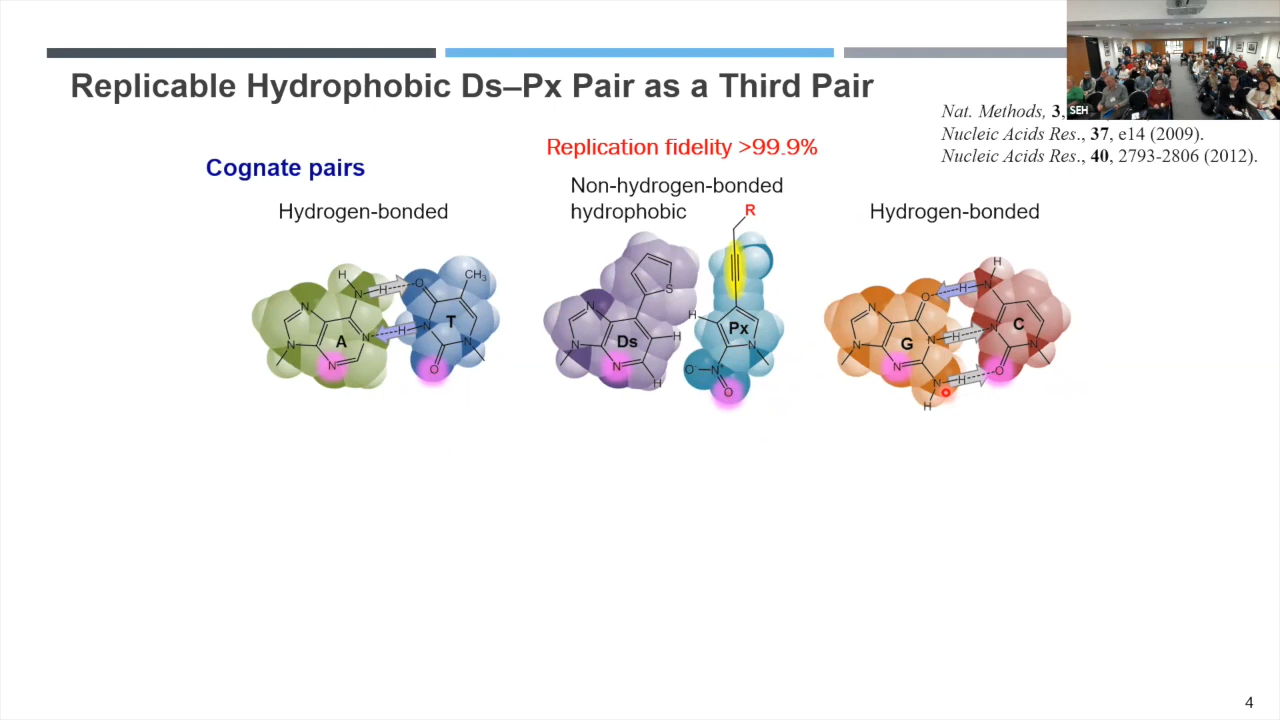 Replicable Hydrophobic Ds–Px Pair as a Third Pair
SEH
Nat. Methods, 3,
Nucleic Acids Res., 37, e14 (2009).
Nucleic Acids Res., 40, 2793-2806 (2012).
Replication fidelity >99.9%
Cognate pairs
Hydrogen-bonded
Non-hydrogen-bonded
hydrophobic
Hydrogen-bonded
R
H
N
H
O
CH3
N
N
N
N
A
H
N
T
N
O
S
N
N
N
Ds
H
H
H
Px
N
O-
N+
O
N
N
N
N
G
O
H
N
H
H
N
H
H
N
C
N
O
N
4